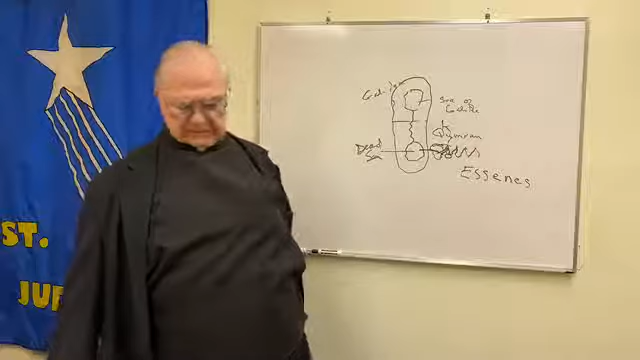 ST.
JU
Galilee
Sea of
Galilee
Qumran
Dead
Sea
Essenes